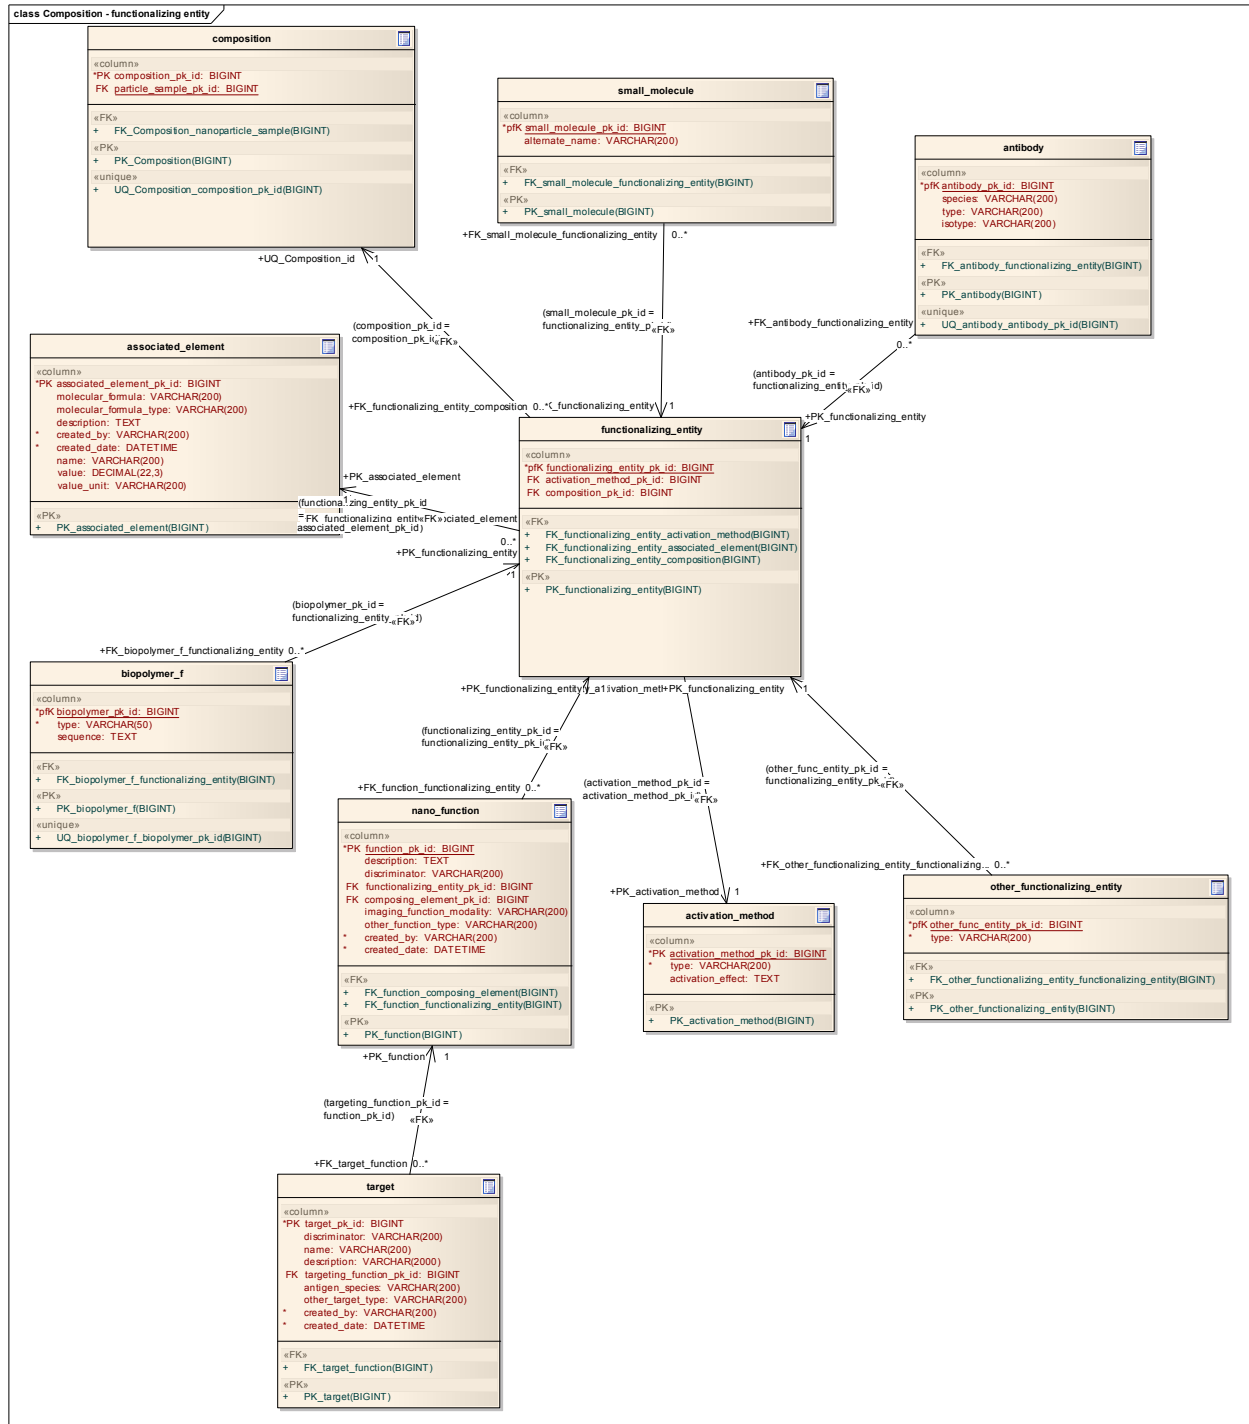 class Composition - functionalizing entity
composition
«column»
*PK composition_pk_id: BIGINT
FK particle_sample_pk_id: BIGINT
«FK»
+ FK_Composition_nanoparticle_sample(BIGINT)
«PK»
+ PK_Composition(BIGINT)
«unique»
+ UQ_Composition_composition_pk_id(BIGINT)
small_molecule
«column»
*pfK small_molecule_pk_id: BIGINT
alternate_name: VARCHAR(200)
«FK»
+ FK_small_molecule_functionalizing_entity(BIGINT)
«PK»
+ PK_small_molecule(BIGINT)
antibody
«column»
*pfK antibody_pk_id: BIGINT
species: VARCHAR(200)
type: VARCHAR(200)
isotype: VARCHAR(200)
«FK»
+ FK_antibody_functionalizing_entity(BIGINT)
«PK»
+ PK_antibody(BIGINT)
«unique»
+ UQ_antibody_antibody_pk_id(BIGINT)
+FK_small_molecule_functionalizing_entity 0..*
+UQ_Composition_id 1
(small_molecule_pk_id =
functionalizing_entity_p
«FK»
(composition_pk_id =
composition_pk_id
«FK»
+FK_antibody_functionalizing_entity
0..*
(antibody_pk_id =
functionalizing_entit «FK» )
associated_element
«column»
*PK associated_element_pk_id: BIGINT
molecular_formula: VARCHAR(200)
molecular_formula_type: VARCHAR(200)
description: TEXT
* created_by: VARCHAR(200)
* created_date: DATETIME
name: VARCHAR(200)
value: DECIMAL(22,3)
value_unit: VARCHAR(200)
«PK»
+ PK_associated_element(BIGINT)
+FK_functionalizing_entity_composition 0..*
_functionalizing_entity 1
+PK_functionalizing_entity
1
functionalizing_entity
«column»
*pfK functionalizing_entity_pk_id: BIGINT
FK activation_method_pk_id: BIGINT
FK composition_pk_id: BIGINT
«FK»
+ FK_functionalizing_entity_activation_method(BIGINT)
+ FK_functionalizing_entity_associated_element(BIGINT)
+ FK_functionalizing_entity_composition(BIGINT)
«PK»
+ PK_functionalizing_entity(BIGINT)
+PK_associated_element
1
(functionalizing_entity_pk_id
= FK_functionalizing_entity «FK» ociated_element
associated_element_pk_id)
0..*
+PK_functionalizing_entity
1
(biopolymer_pk_id =
functionalizing_entity «FK» )
+FK_biopolymer_f_functionalizing_entity 0..*
biopolymer_f
«column»
*pfK biopolymer_pk_id: BIGINT
* type: VARCHAR(50)
sequence: TEXT
«FK»
+ FK_biopolymer_f_functionalizing_entity(BIGINT)
«PK»
+ PK_biopolymer_f(BIGINT)
«unique»
+ UQ_biopolymer_f_biopolymer_pk_id(BIGINT)
+PK_functionalizing_entity +PK_functionalizing_entity 1
(functionalizing_entity_pk_id =
functionalizing_entity_pk_id
«FK»
(activation_method_pk_id =
activation_method_pk_i
«FK»
(other_func_entity_pk_id =
functionalizing_entity_pk
«FK»
+FK_function_functionalizing_entity 0..*
nano_function
«column»
*PK function_pk_id: BIGINT
description: TEXT
discriminator: VARCHAR(200)
FK functionalizing_entity_pk_id: BIGINT
FK composing_element_pk_id: BIGINT
imaging_function_modality: VARCHAR(200)
other_function_type: VARCHAR(200)
* created_by: VARCHAR(200)
* created_date: DATETIME
«FK»
+ FK_function_composing_element(BIGINT)
+ FK_function_functionalizing_entity(BIGINT)
«PK»
+ PK_function(BIGINT)
+PK_activation_method 1
activation_method
«column»
*PK activation_method_pk_id: BIGINT
* type: VARCHAR(200)
activation_effect: TEXT
«PK»
+ PK_activation_method(BIGINT)
+FK_other_functionalizing_entity_functionalizing... 0..*
other_functionalizing_entity
«column»
*pfK other_func_entity_pk_id: BIGINT
* type: VARCHAR(200)
«FK»
+ FK_other_functionalizing_entity_functionalizing_entity(BIGINT)
«PK»
+ PK_other_functionalizing_entity(BIGINT)
+PK_function 1
(targeting_function_pk_id =
function_pk_id)
«FK»
+FK_target_function 0..*
target
«column»
*PK target_pk_id: BIGINT
discriminator: VARCHAR(200)
name: VARCHAR(200)
description: VARCHAR(2000)
FK targeting_function_pk_id: BIGINT
antigen_species: VARCHAR(200)
other_target_type: VARCHAR(200)
* created_by: VARCHAR(200)
* created_date: DATETIME
«FK»
+ FK_target_function(BIGINT)
«PK»
+ PK_target(BIGINT)